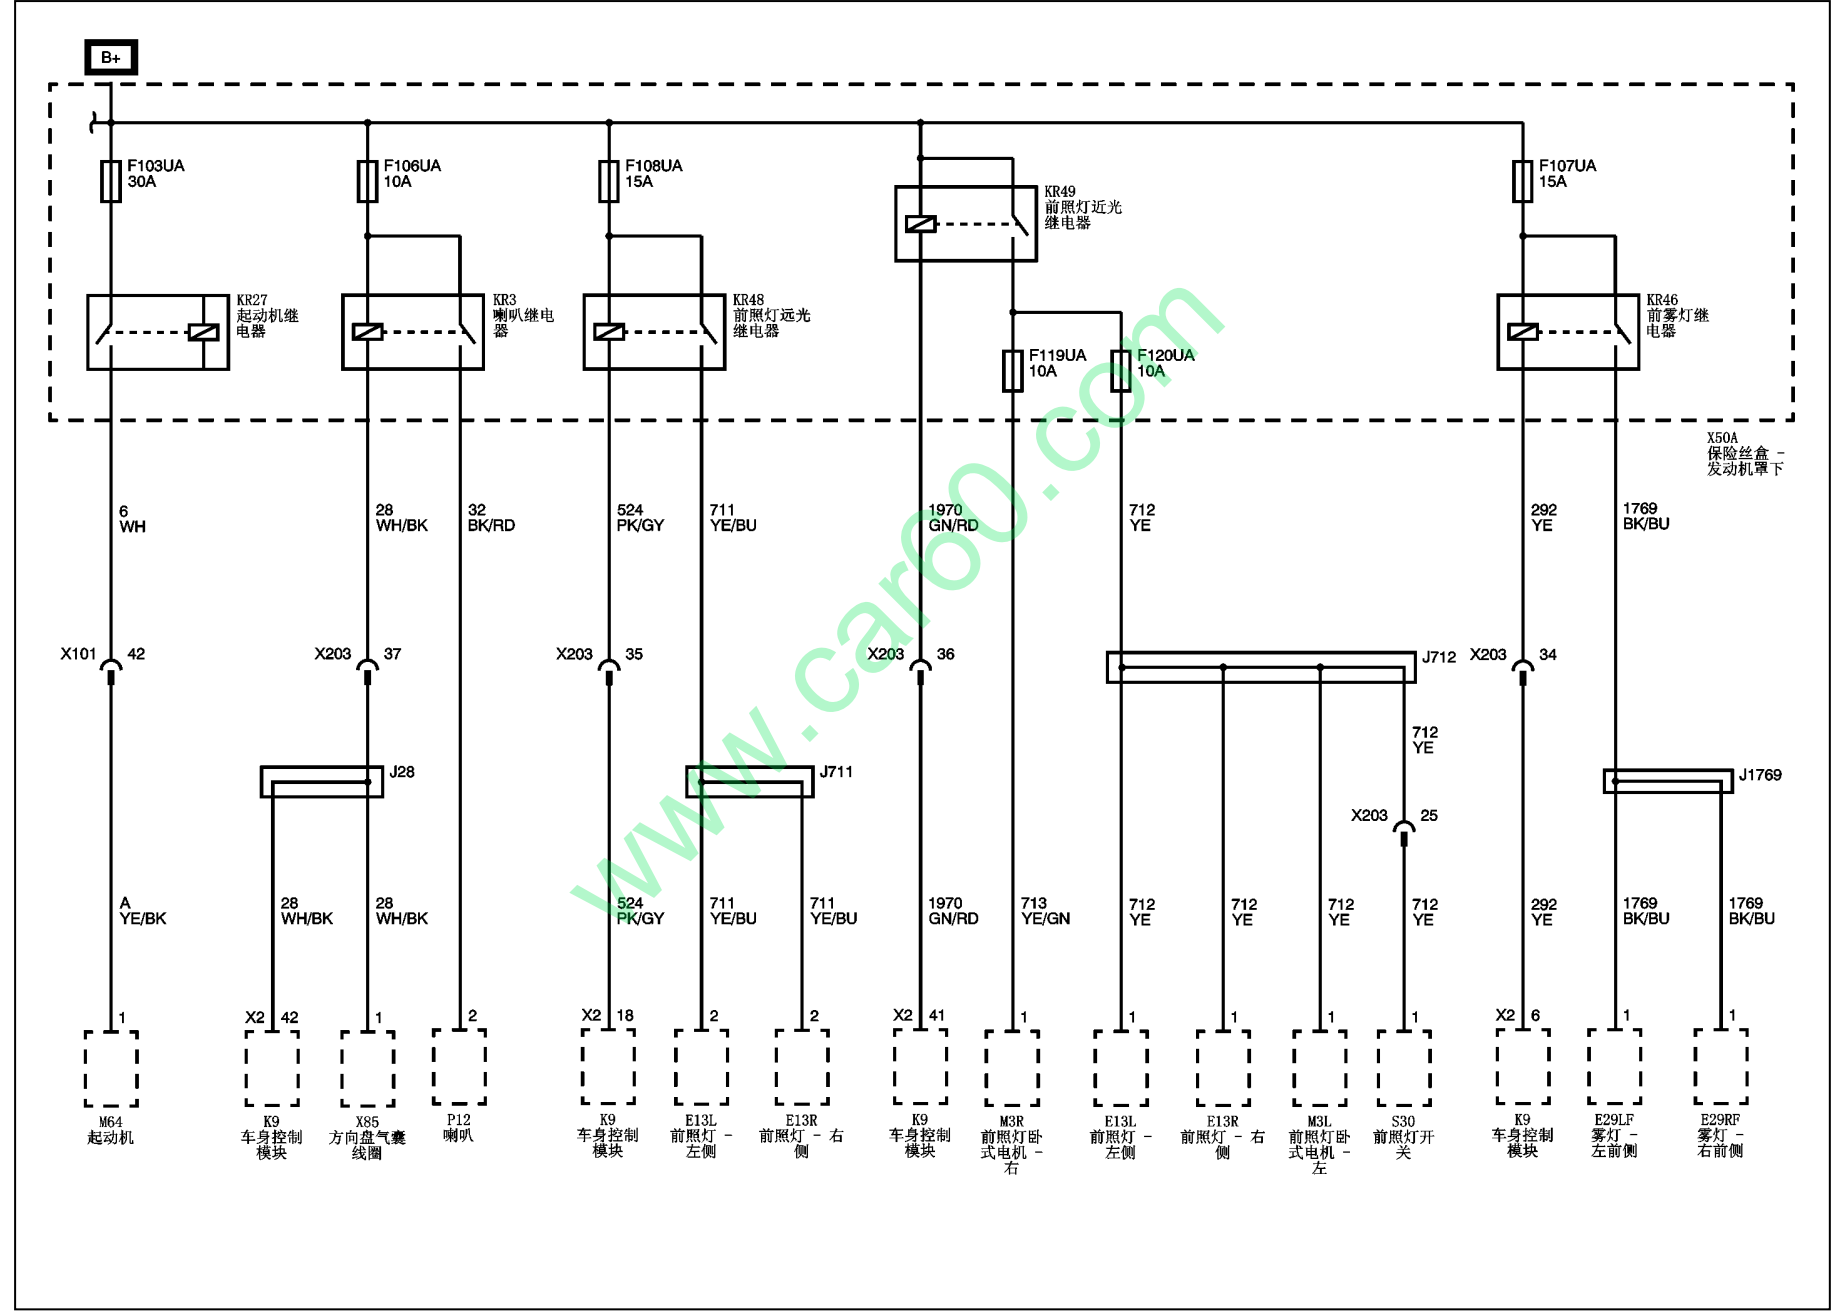 B+
F103UA
30A
F106UA
10A
F108UA
15A
F107UA
15A
KR49
前照灯近光
继电器
KR27
起动机继
电器
KR3
喇叭继电
器
KR48
前照灯远光
继电器
KR46
前雾灯继
电器
F119UA
10A
F120UA
10A
X50A
保险丝盒 -
发动机罩下
6
WH
28
WH/BK
32
BK/RD
524
PK/GY
711
YE/BU
1970
GN/RD
712
YE
292
YE
1769
BK/BU
X101 42
X203 37
X203 35
X203 36
J712
X203 34
712
YE
J28
J711
J1769
X203 25
A
YE/BK
28
WH/BK
28
WH/BK
524
PK/GY
711
YE/BU
711
YE/BU
1970
GN/RD
713
YE/GN
712
YE
712
YE
712
YE
712
YE
292
YE
1769
BK/BU
1769
BK/BU
1
X2 42
1
2
X2 18
2
2
X2 41
1
1
1
1
1
X2 6
1
1
M64
起动机
K9
车身控制
模块
X85
方向盘气囊
线圈
P12
喇叭
K9
车身控制
模块
E13L
前照灯 -
左侧
E13R
前照灯 - 右
侧
K9
车身控制
模块
M3R
前照灯卧
式电机 -
右
E13L
前照灯 -
左侧
E13R
前照灯 - 右
侧
M3L
前照灯卧
式电机 -
左
S30
前照灯开
关
K9
车身控制
模块
E29LF
雾灯 -
左前侧
E29RF
雾灯 -
右前侧
www.car60.com